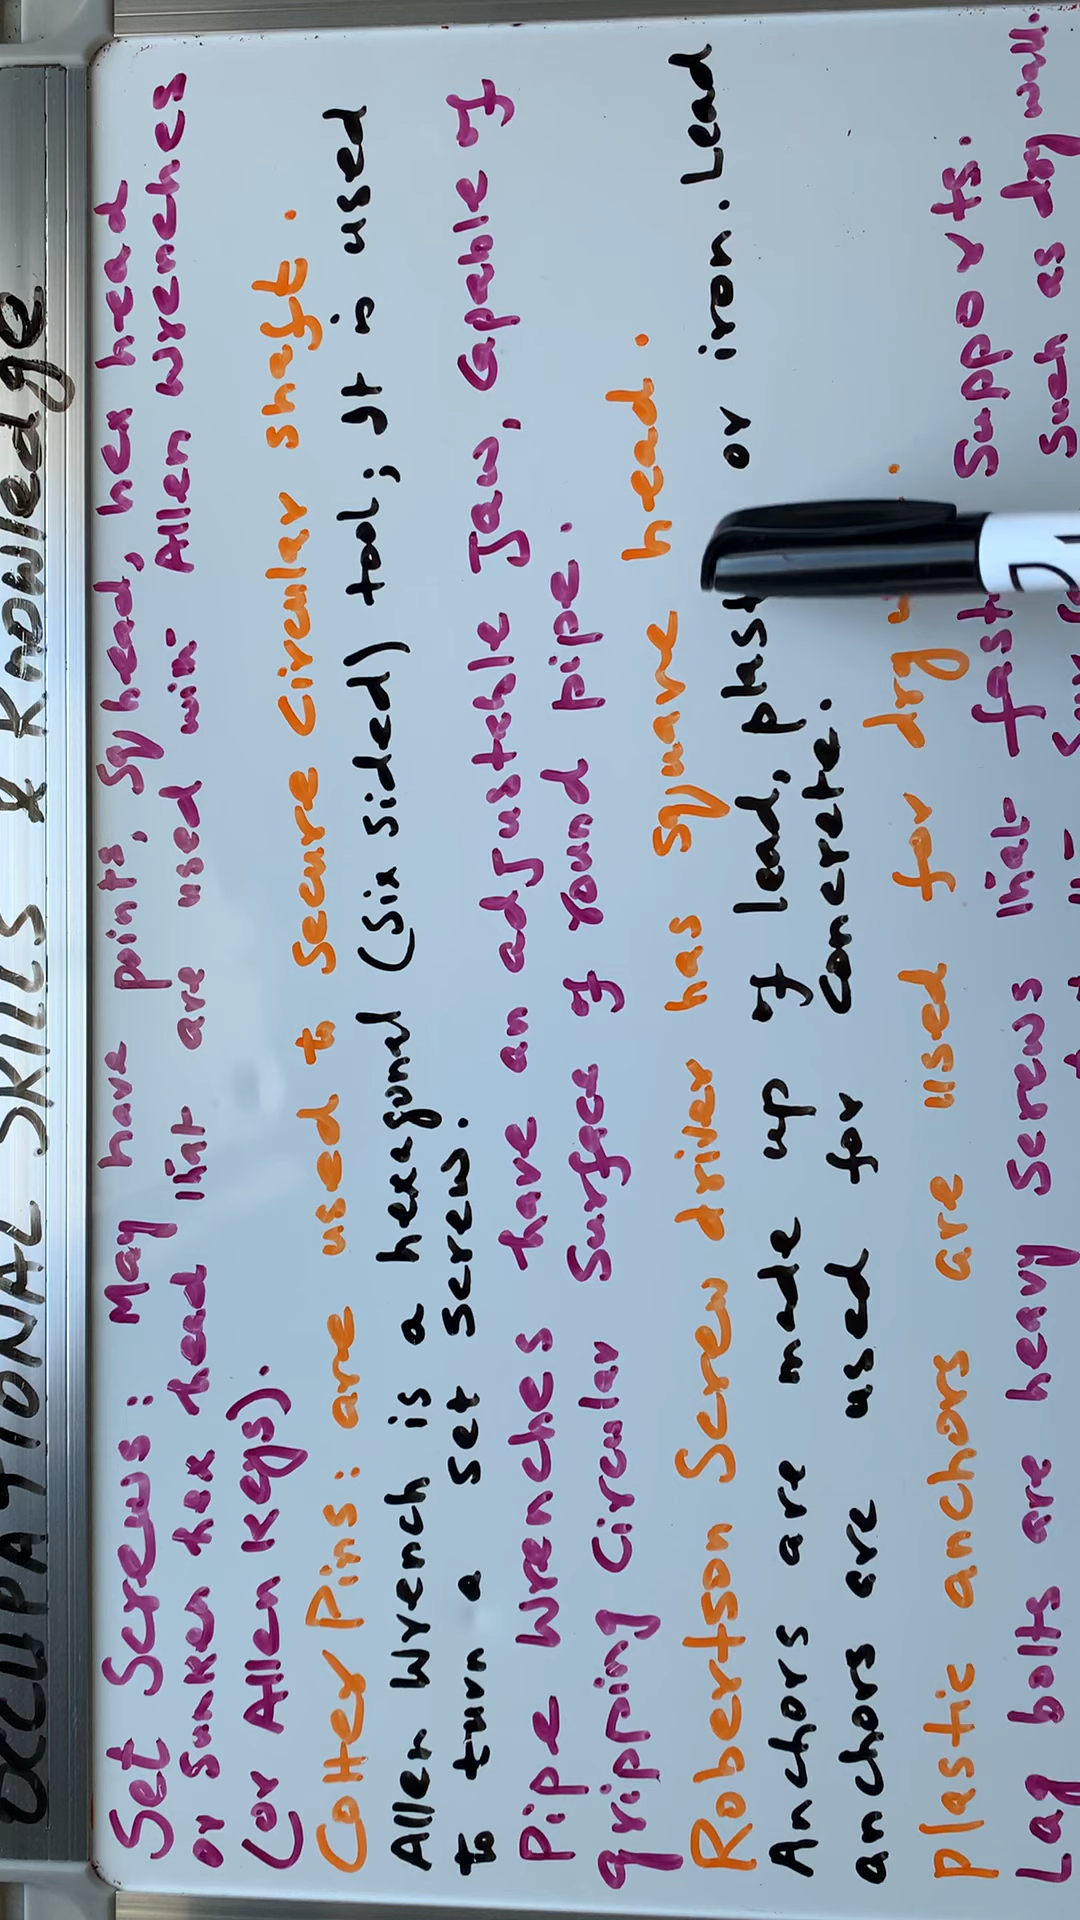 OCCUPATIONAL SKILLS & KNOWLEDGE
Set Screws: May have points, Sq head, hex head
or sunken hex head that are used with Allen wrenches
(or Allen Keys).
Cotter Pins: are used to secure Circular shaft.
Allen Wrench is a hexagonal (six sided) tool; It is used
to turn a set screw.
Pipe wrenches have an adjustable Jaw, Capable of
gripping Circular Surface of round pipe.
Robertson Screw driver has square head.
Anchors are made up of lead, or iron. Lead
anchors are used for Concrete.
Plastic anchors are used for dry
Lag bolts are heavy Screws that Supports.
Such as dry wall.